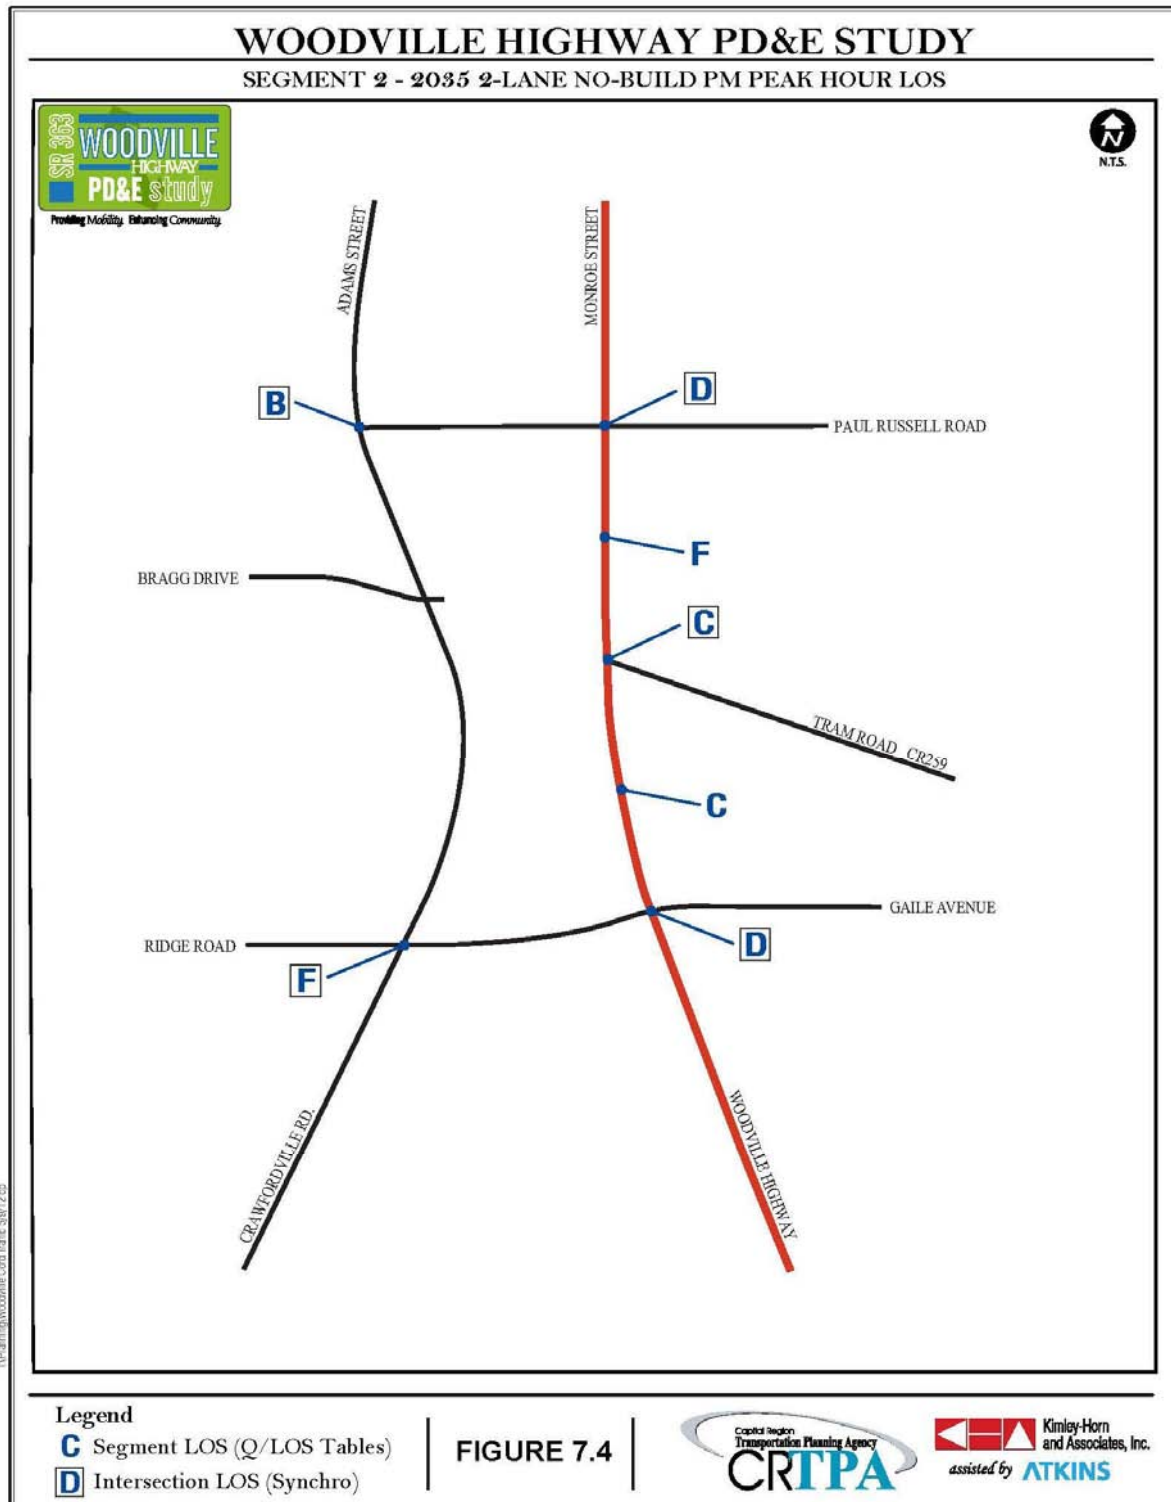 WOODVILLE HIGHWAY PD&E STUDY
SEGMENT 2 - 2035 2-LANE NO-BUILD PM PEAK HOUR LOS
SR 363
WOODVILLE
HIGHWAY
PD&E study
Providing Mobility Enhancing Community
N
N.T.S.
ADAMS STREET
MONROE STREET
B
D
PAUL RUSSELL ROAD
F
BRAGG DRIVE
C
TRAM ROAD CR259
C
GAILE AVENUE
RIDGE ROAD
D
F
CRAWFORDVILLE RD.
WOODVILLE HIGHWAY
Legend
C Segment LOS (Q/LOS Tables)
D Intersection LOS (Synchro)
FIGURE 7.4
Capital Region
Transportation Planning Agency
CRTPA
Kimley-Horn
and Associates, Inc.
assisted by ATKINS